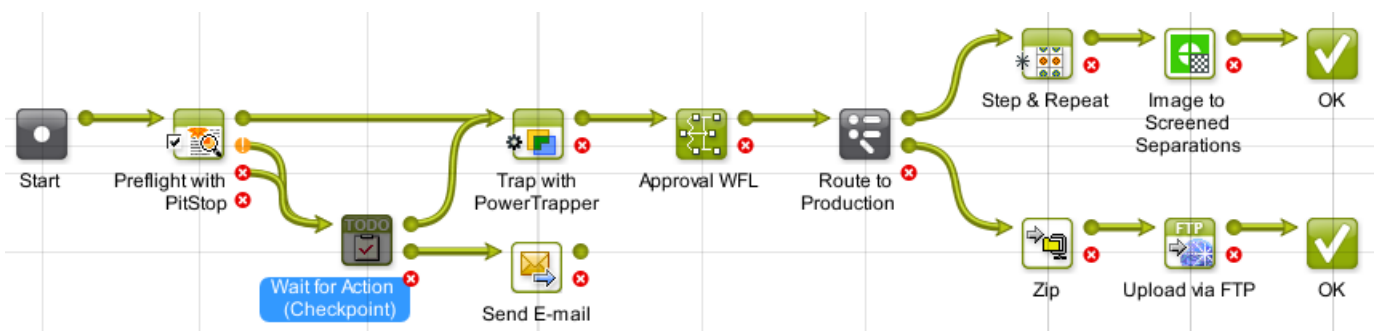 Start
Preflight with
PitStop
TODO
Wait for Action
(Checkpoint)
Trap with
PowerTrapper
Send E-mail
Approval WFL
Route to
Production
Step & Repeat
Image to
Screened
Separations
OK
Zip
FTP
Upload via FTP
OK